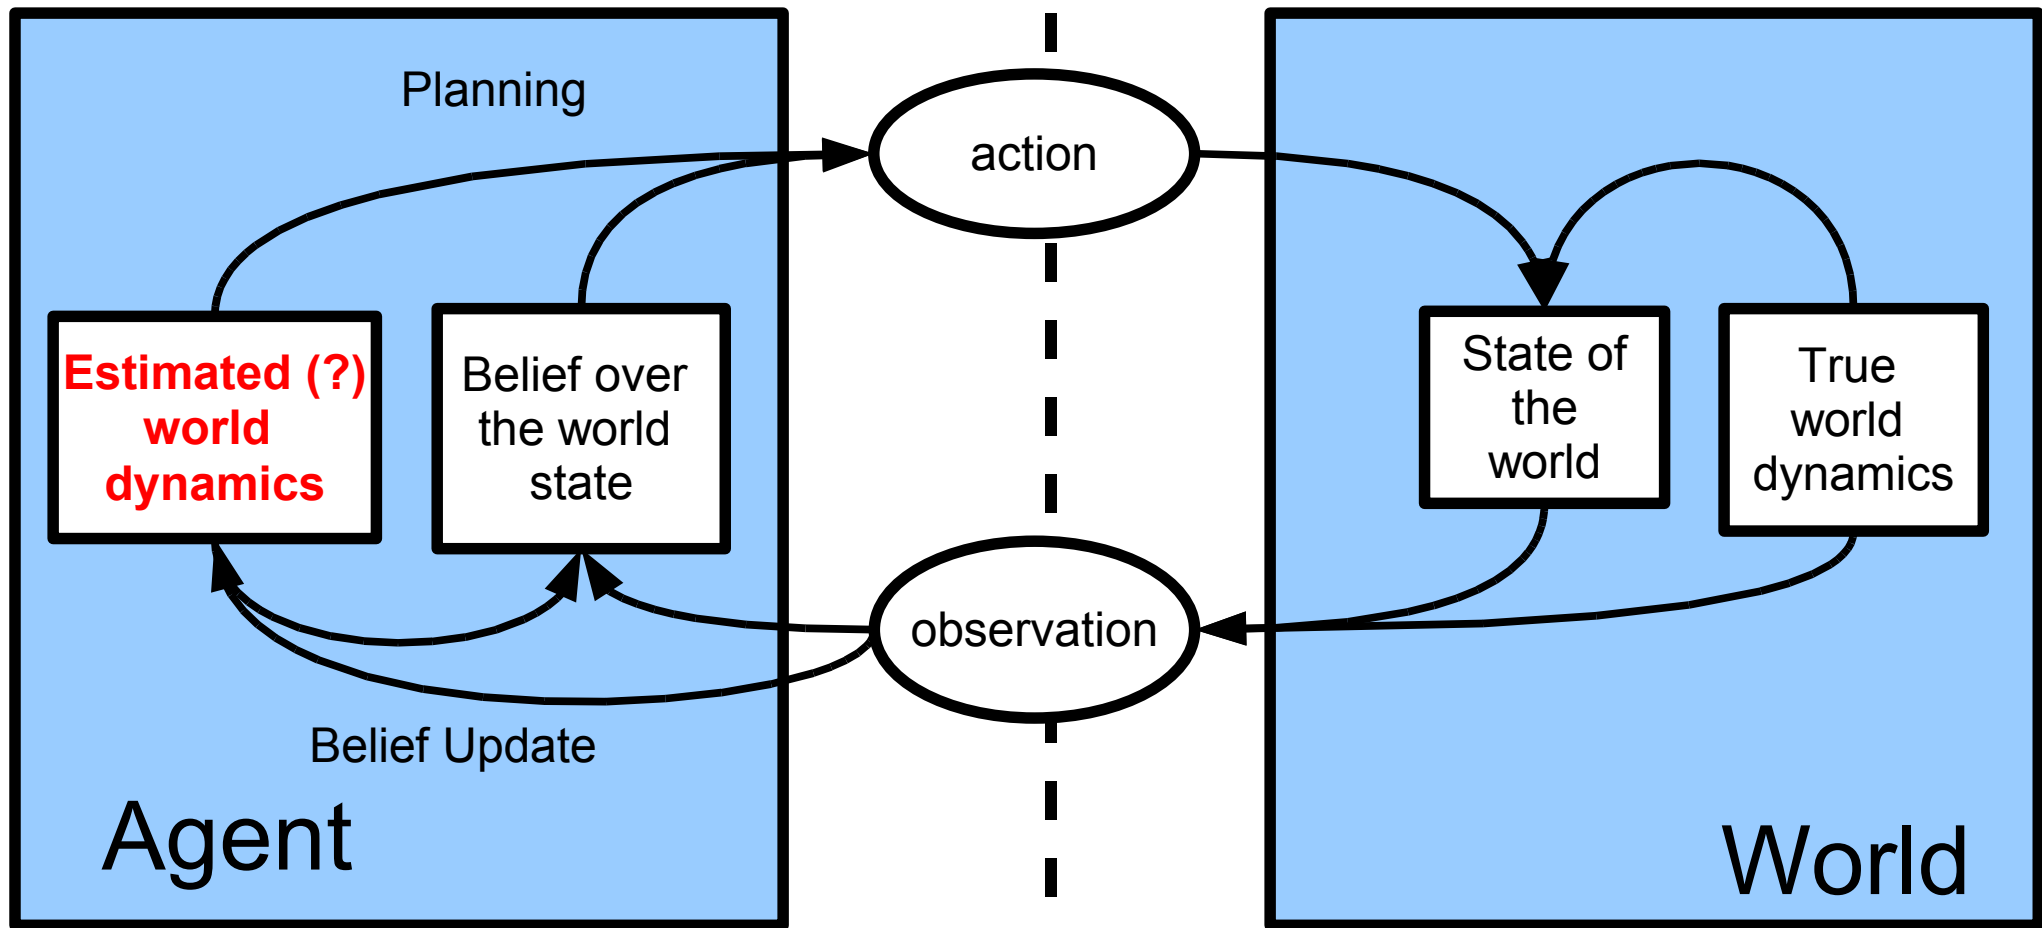 Planning
action
Estimated (?)
world
dynamics
Belief over
the world
state
State of
the
world
True
world
dynamics
observation
Belief Update
Agent
World